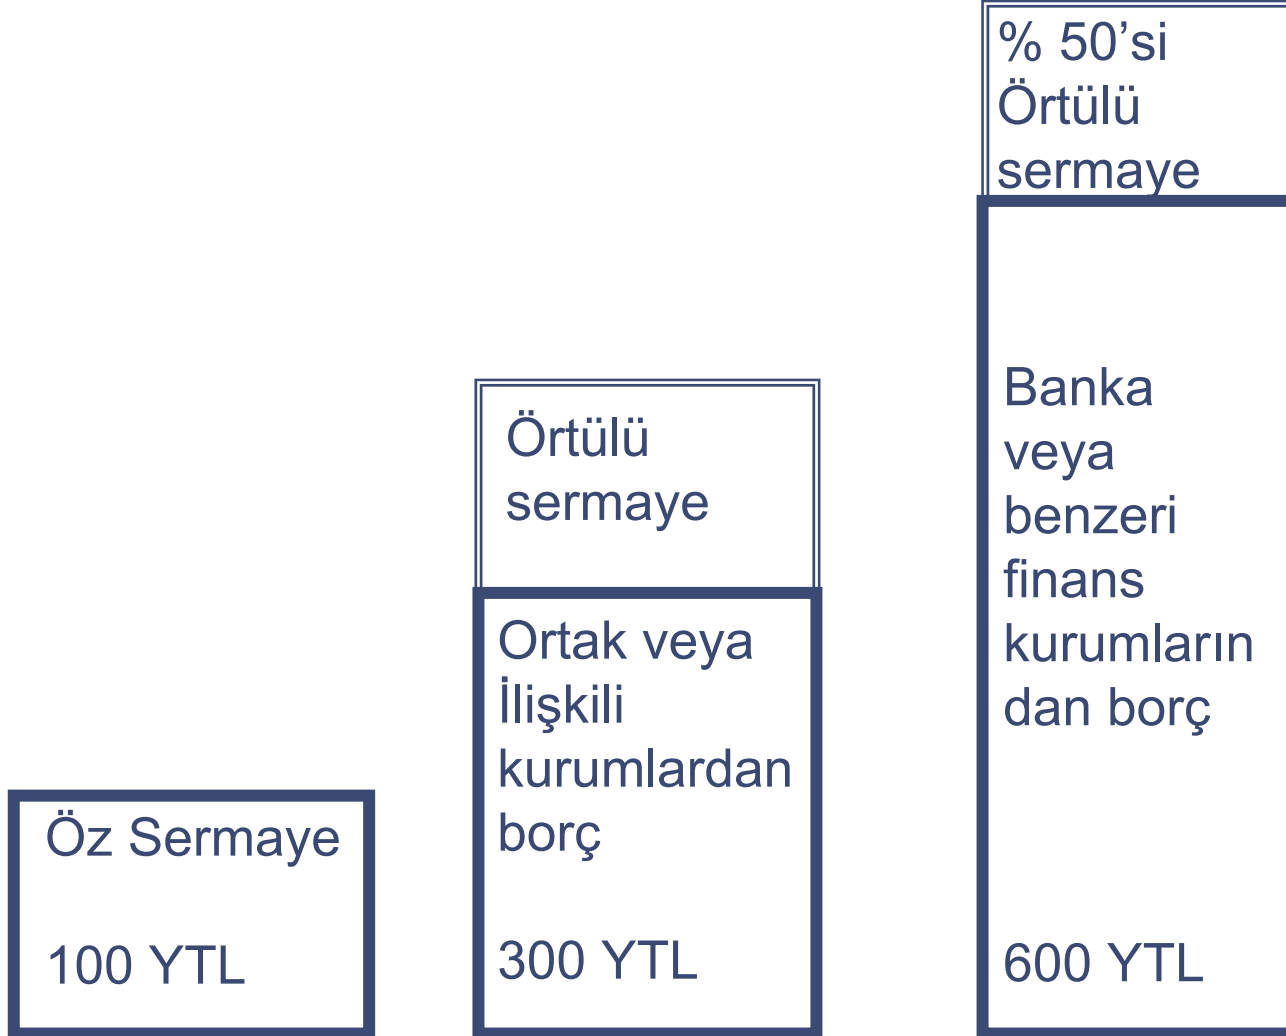 Öz Sermaye
100 YTL
Örtülü
sermaye
Ortak veya
İlişkili
kurumlardan
borç
300 YTL
% 50’si
Örtülü
sermaye
Banka
veya
benzeri
finans
kurumların
dan borç
600 YTL